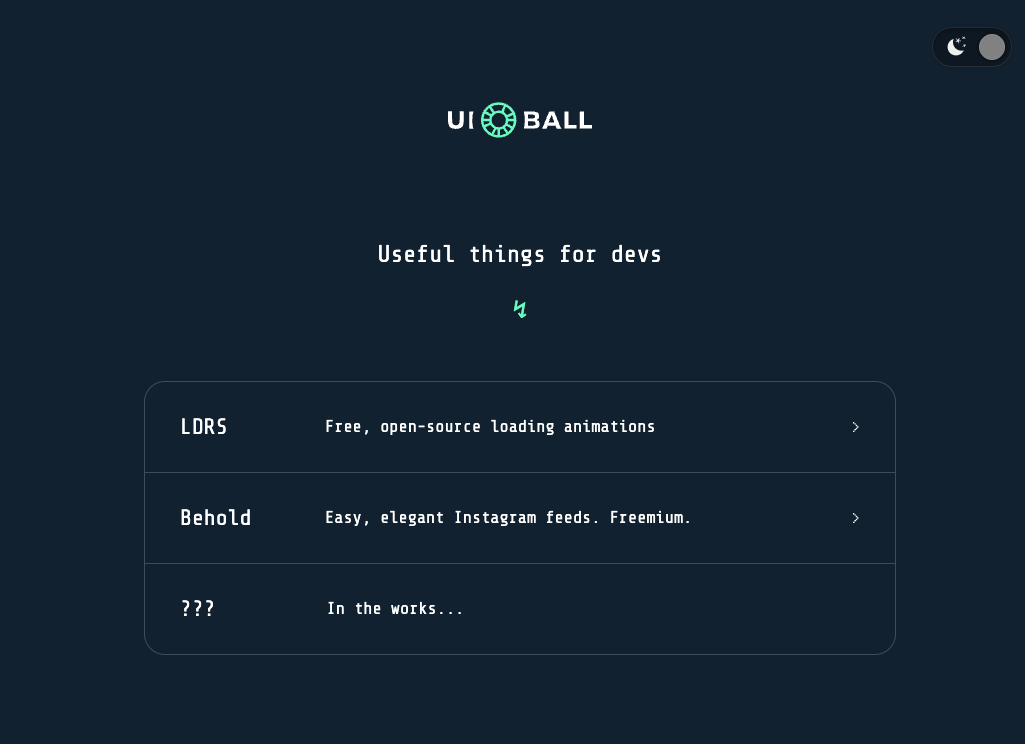 UI BALL
Useful things for devs
LDRS
Free, open-source loading animations
Behold
Easy, elegant Instagram feeds. Freemium.
???
In the works...